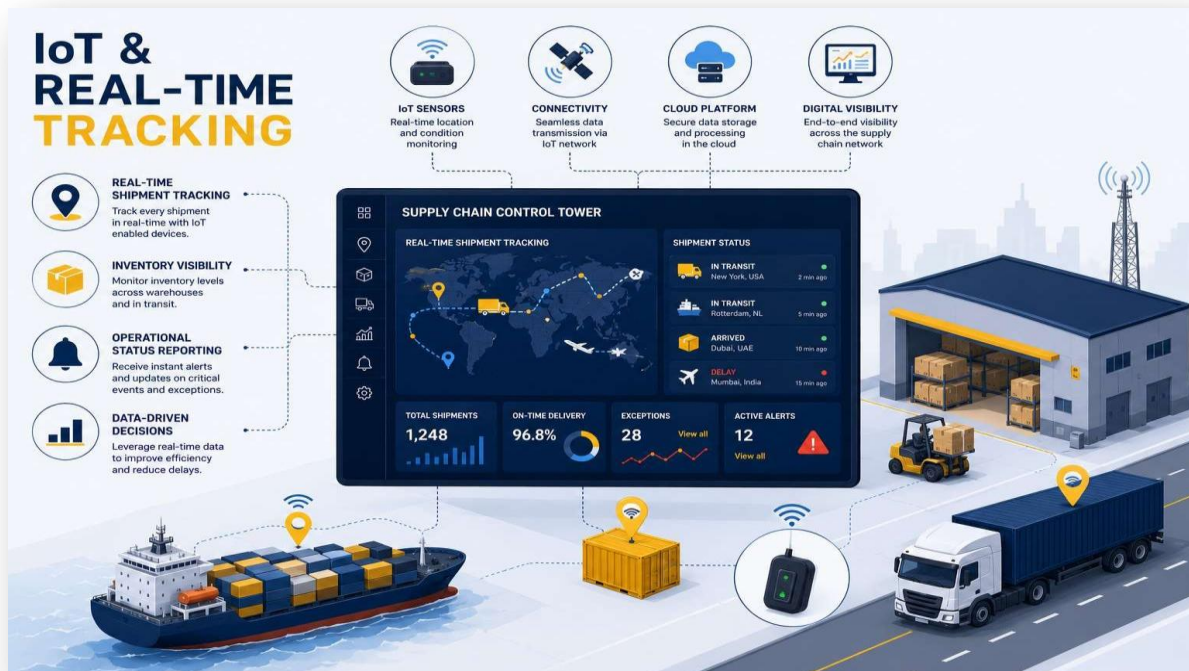 IoT &
REAL-TIME
TRACKING
IoT SENSORS
Real-time location
and condition
monitoring
CONNECTIVITY
Seamless data
transmission via
IoT network
CLOUD PLATFORM
Secure data storage
and processing
in the cloud
DIGITAL VISIBILITY
End-to-end visibility
across the supply
chain network
REAL-TIME
SHIPMENT TRACKING
Track every shipment
in real-time with IoT
enabled devices.
INVENTORY VISIBILITY
Monitor inventory levels
across warehouses
and in transit.
OPERATIONAL
STATUS REPORTING
Receive instant alerts
and updates on critical
events and exceptions.
DATA-DRIVEN
DECISIONS
Leverage real-time data
to improve efficiency
and reduce delays.
SUPPLY CHAIN CONTROL TOWER
REAL-TIME SHIPMENT TRACKING
SHIPMENT STATUS
IN TRANSIT
New York, USA 2 min ago
IN TRANSIT
Rotterdam, NL 5 min ago
ARRIVED
Dubai, UAE 10 min ago
DELAY
Mumbai, India 15 min ago
TOTAL SHIPMENTS
1,248
ON-TIME DELIVERY
96.8%
EXCEPTIONS
28 View all
ACTIVE ALERTS
12
View all